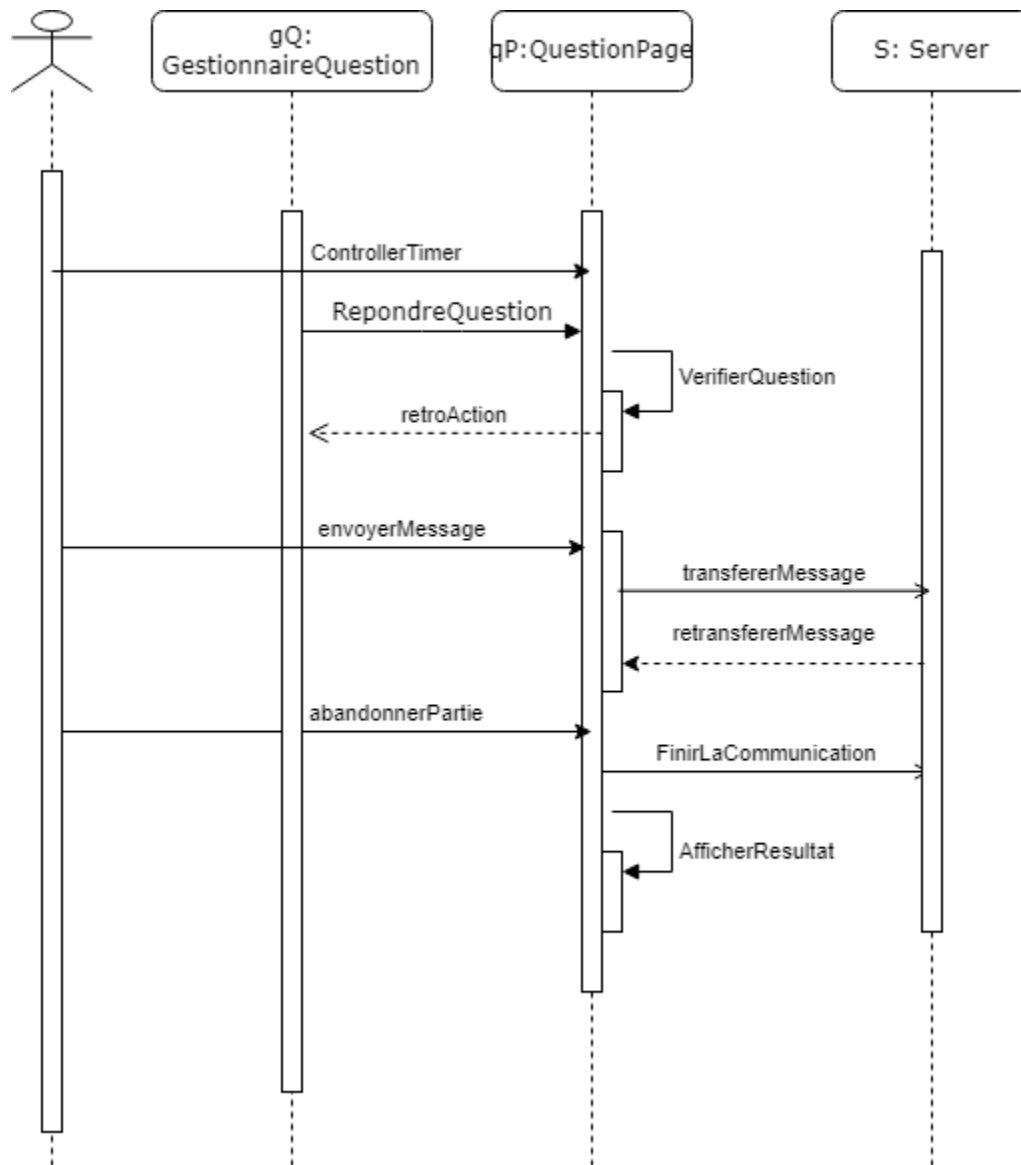 gQ:
GestionnaireQuestion
qP:QuestionPage
S: Server
ControllerTimer
RepondreQuestion
VerifierQuestion
retroAction
envoyerMessage
transfererMessage
retransfererMessage
abandonnerPartie
FinirLaCommunication
AfficherResultat